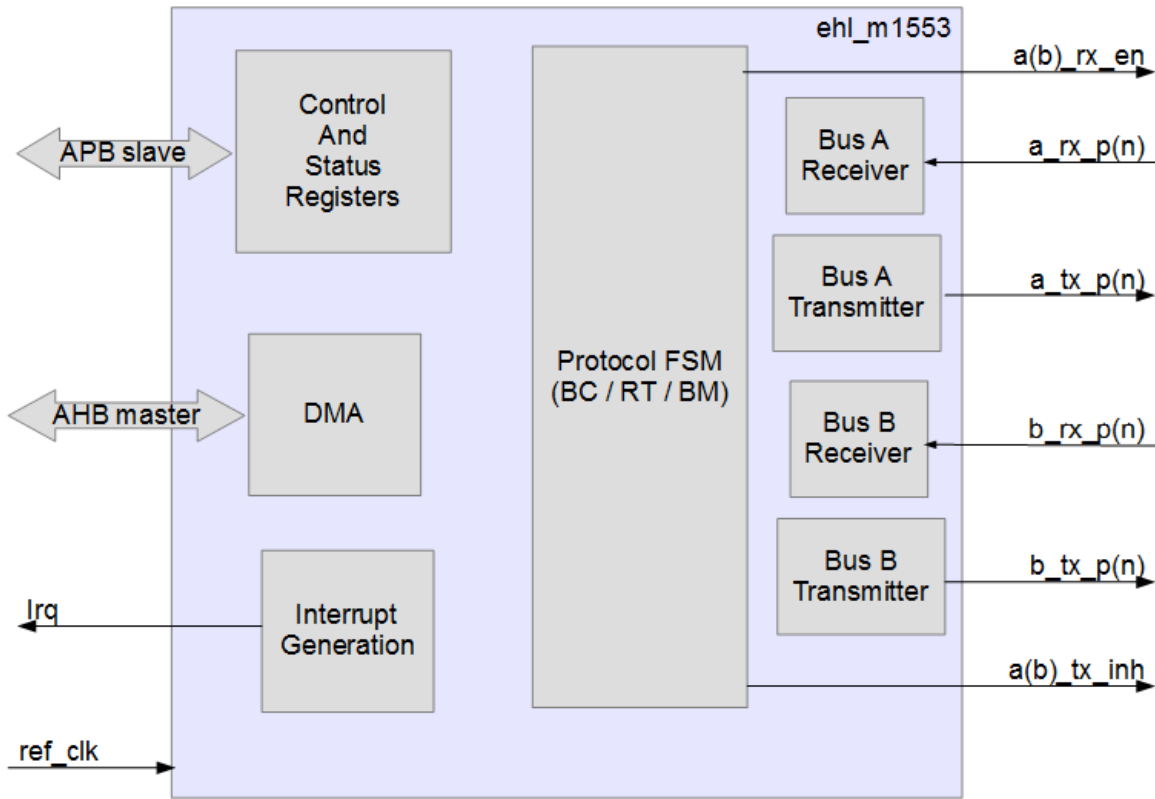 ehl_m1553
Control
And
Status
Registers
APB slave
DMA
AHB master
Interrupt
Generation
Irq
ref_clk
Protocol FSM
(BC / RT / BM)
Bus A
Receiver
Bus A
Transmitter
Bus B
Receiver
Bus B
Transmitter
a(b)_rx_en
a_rx_p(n)
a_tx_p(n)
b_rx_p(n)
b_tx_p(n)
a(b)_tx_inh